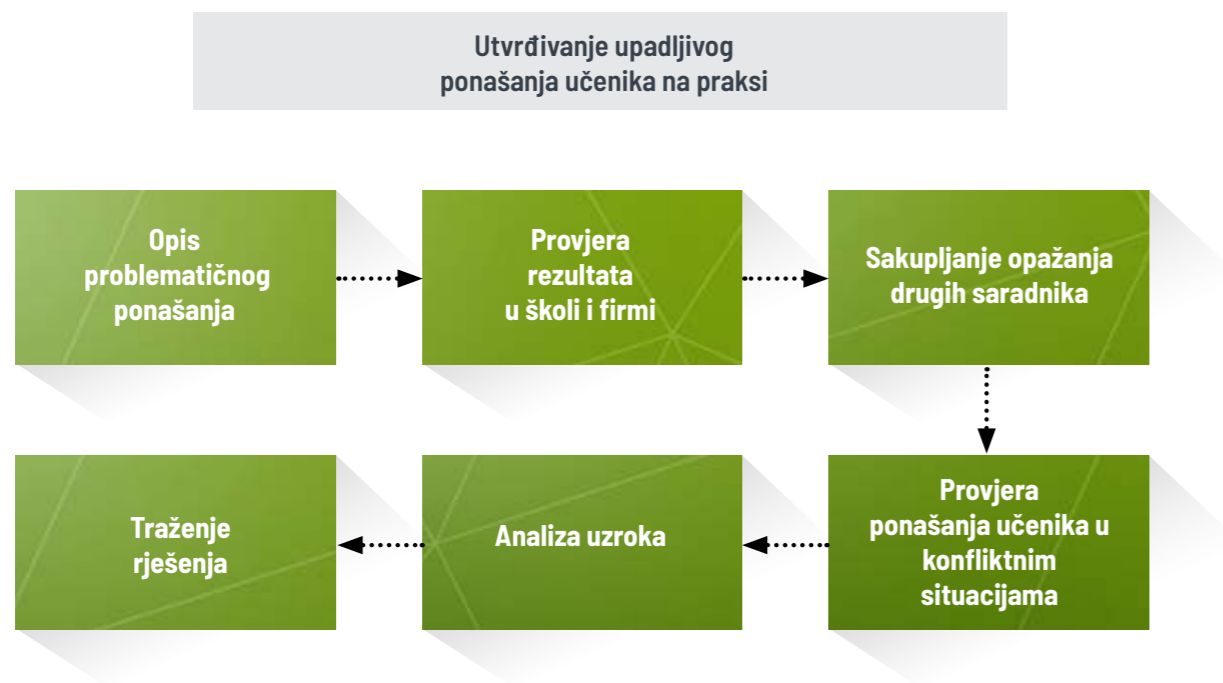 Utvrđivanje upadljivog
ponašanja učenika na praksi
Opis
problematičnog
ponašanja
Provjera
rezultata
u školi i firmi
Sakupljanje opažanja
drugih saradnika
Provjera
ponašanja učenika u
konfliktnim
situacijama
Analiza uzroka
Traženje
rješenja